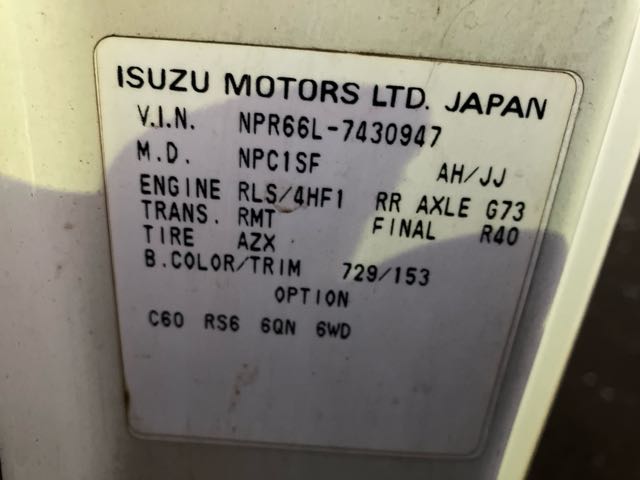 ISUZU MOTORS LTD. JAPAN
V.I.N. NPR66L-7430947
M.D. NPC1SF AH/JJ
ENGINE RLS/4HF1 RR AXLE G73
TRANS. RMT FINAL R40
TIRE AZX
B.COLOR/TRIM 729/153
OPTION
C60 RS6 6QN 6WD